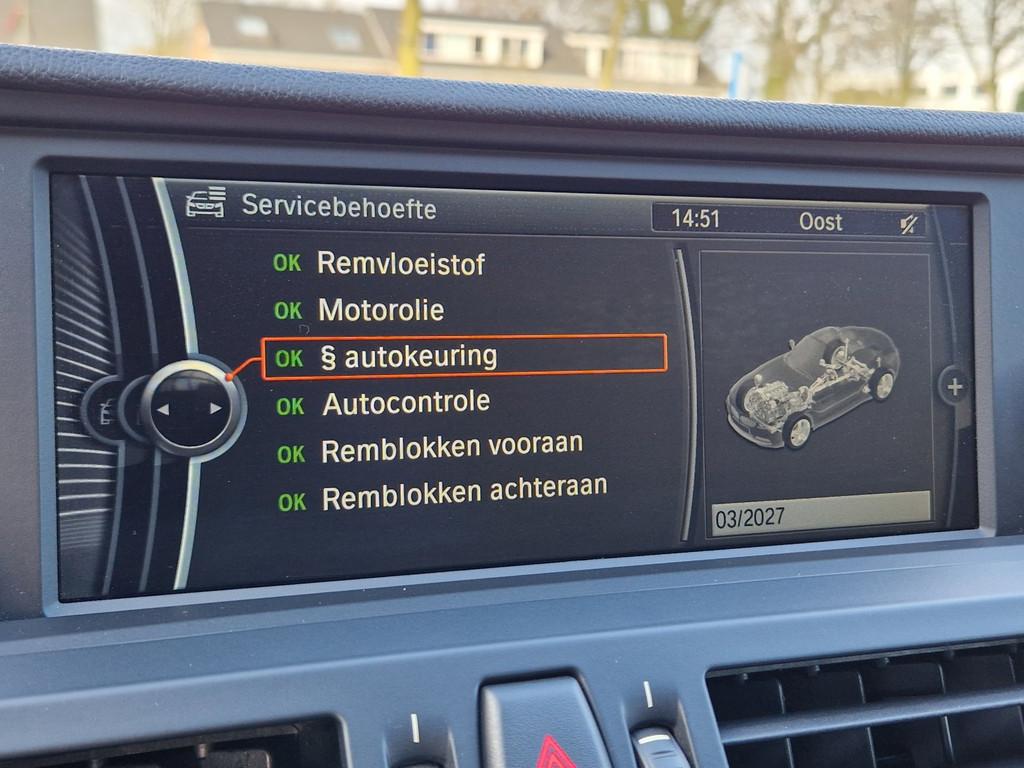 Servicebehoefte
14:51 Oost
OK Remvloeistof
OK Motorolie
OK § autokeuring
OK Autocontrole
OK Remblokken vooraan
OK Remblokken achteraan
03/2027